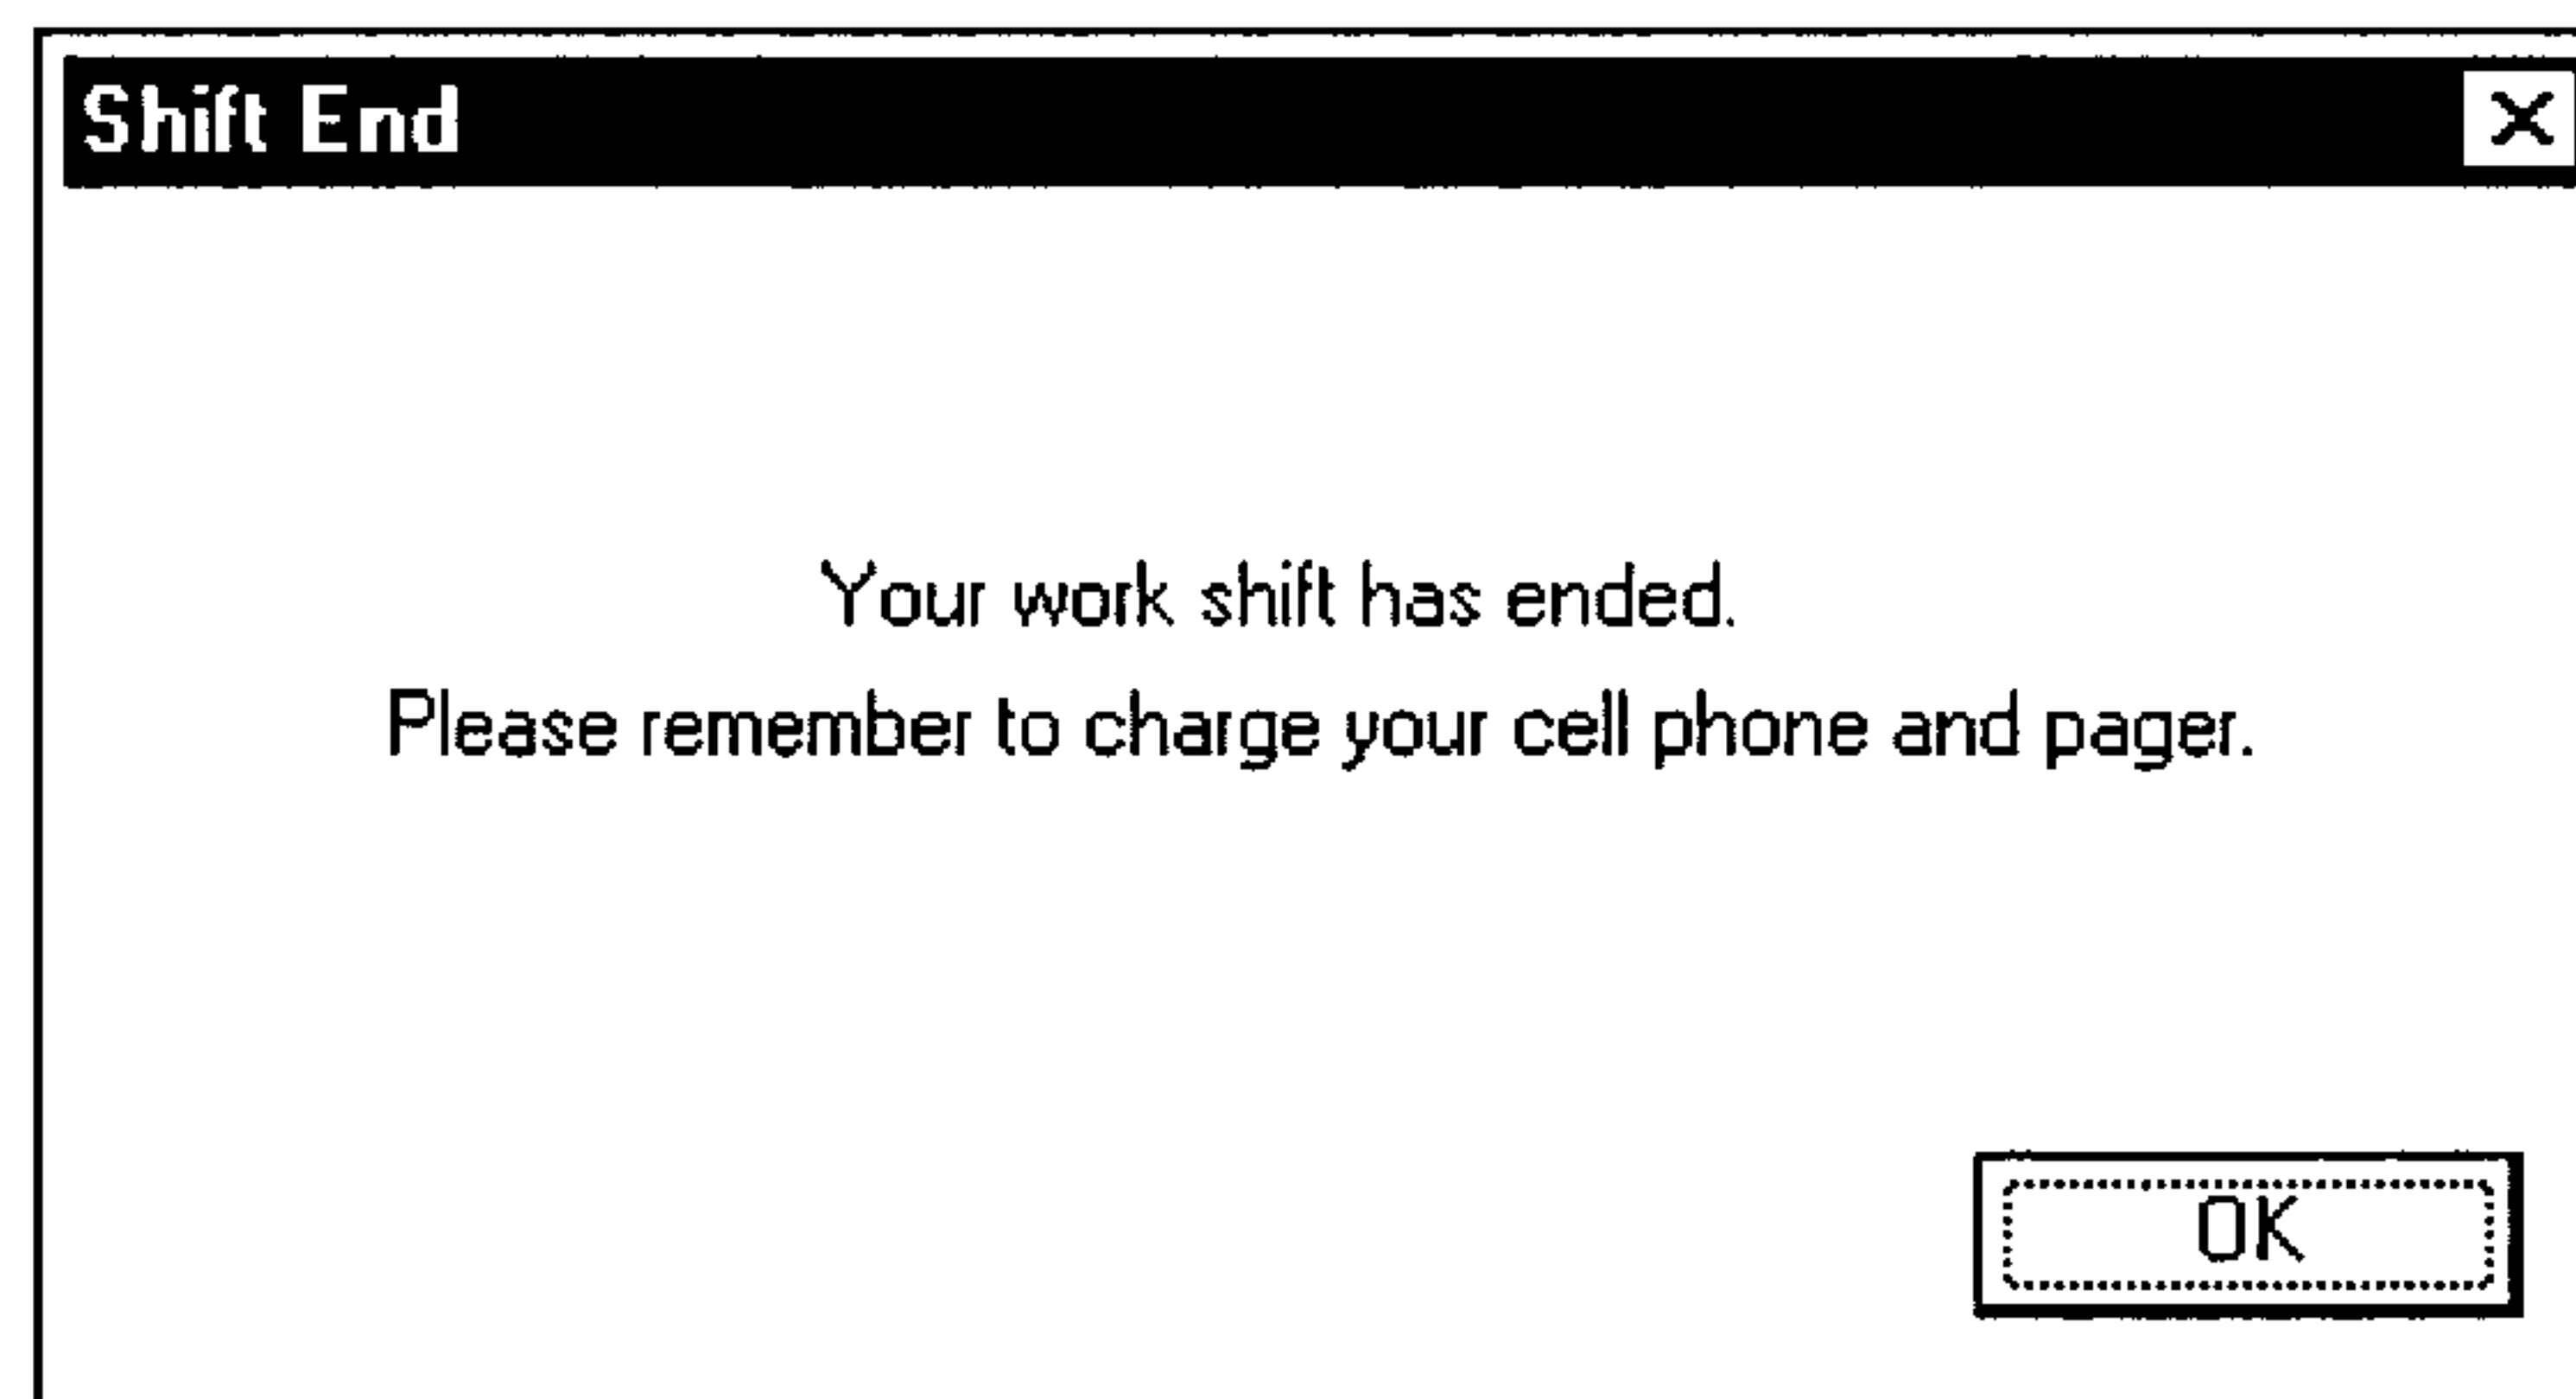 Shift End
Your work shift has ended.
Please remember to charge your cell phone and pager.
OK